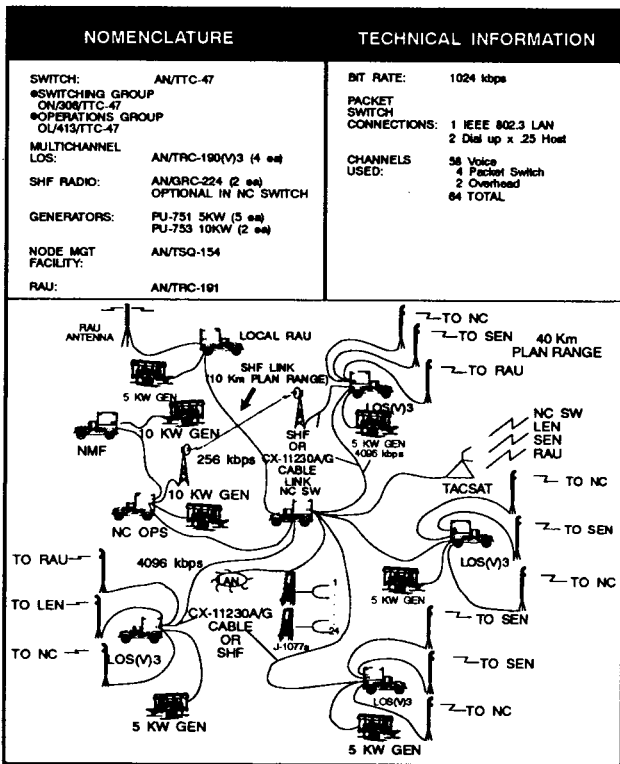 NOMENCLATURE
SWITCH: AN/TTC-47
●SWITCHING GROUP
ON/306/TTC-47
●OPERATIONS GROUP
OL/413/TTC-47
MULTICHANNEL
LOS: AN/TRC-190(V)3 (4 ea)
SHF RADIO: AN/GRC-224 (2 ea)
OPTIONAL IN NC SWITCH
GENERATORS: PU-751 5KW (5 ea)
PU-753 10KW (2 ea)
NODE MGT AN/TSQ-154
FACILITY:
RAU: AN/TRC-191
TECHNICAL INFORMATION
BIT RATE: 1024 kbps
PACKET
SWITCH
CONNECTIONS: 1 IEEE 802.3 LAN
2 Dial up x .25 Host
CHANNELS 58 Voice
USED: 4 Packet Switch
2 Overhead
64 TOTAL
RAU
ANTENNA
LOCAL RAU
5 KW GEN
SHF LINK
(10 Km PLAN RANGE)
TO NC
TO SEN
TO RAU
40 Km
PLAN RANGE
LOS(V)3
5 KW GEN
4096 kbps
NMF
10 KW GEN
256 kbps
SHF
OR
CX-11230A/G
CABLE
LINK
NC SW
NC SW
LEN
SEN
RAU
TACSAT
NC OPS
10 KW GEN
TO NC
TO SEN
TO NC
LOS(V)3
5 KW GEN
4096 kbps
TO RAU
TO LEN
TO NC
LOS(V)3
5 KW GEN
LAN
CX-11230A/G
CABLE
OR
SHF
1
24
J-1077s
TO SEN
TO SEN
TO NC
LOS(V)3
5 KW GEN